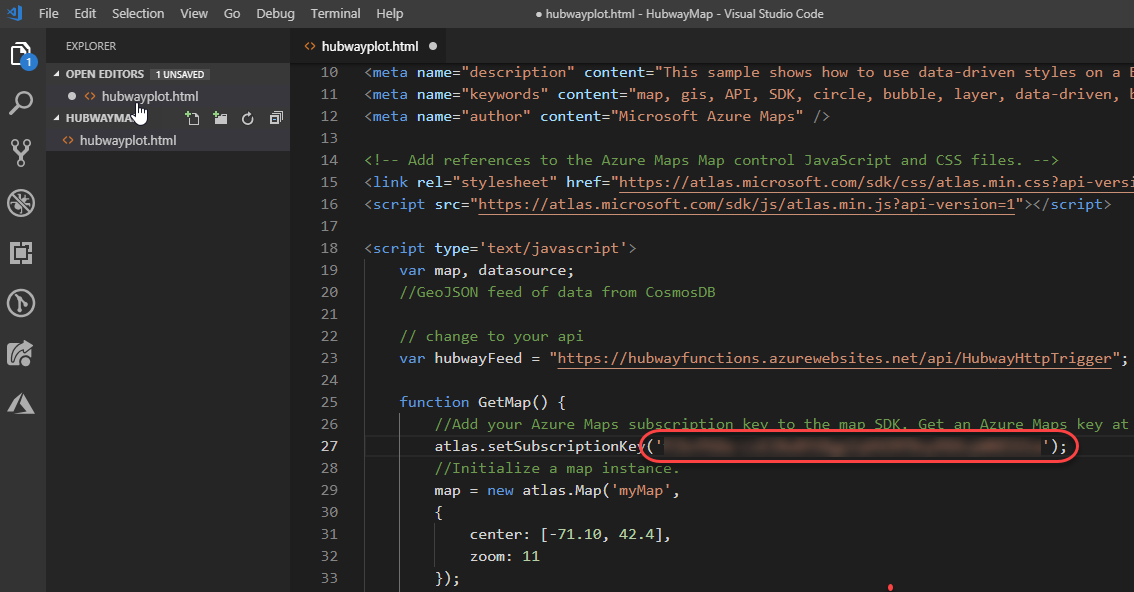 File Edit Selection View Go Debug Terminal Help
● hubwayplot.html - HubwayMap - Visual Studio Code
1
EXPLORER
OPEN EDITORS 1 UNSAVED
<> hubwayplot.html
HUBWAYMA
<> hubwayplot.html
<> hubwayplot.html ●
10 <meta name="description" content="This sample shows how to use data-driven styles on a B
11 <meta name="keywords" content="map, gis, API, SDK, circle, bubble, layer, data-driven, b
12 <meta name="author" content="Microsoft Azure Maps" />
13
14 <!-- Add references to the Azure Maps Map control JavaScript and CSS files. -->
15 <link rel="stylesheet" href="https://atlas.microsoft.com/sdk/css/atlas.min.css?api-versi
16 <script src="https://atlas.microsoft.com/sdk/js/atlas.min.js?api-version=1"></script>
17
18 <script type='text/javascript'>
19 var map, datasource;
20 //GeoJSON feed of data from CosmosDB
21
22 // change to your api
23 var hubwayFeed = "https://hubwayfunctions.azurewebsites.net/api/HubwayHttpTrigger";
24
25 function GetMap() {
26 //Add your Azure Maps subscription key to the map SDK. Get an Azure Maps key at
27 atlas.setSubscriptionKey(' ');
28 //Initialize a map instance.
29 map = new atlas.Map('myMap',
30 {
31 center: [-71.10, 42.4],
32 zoom: 11
33 });